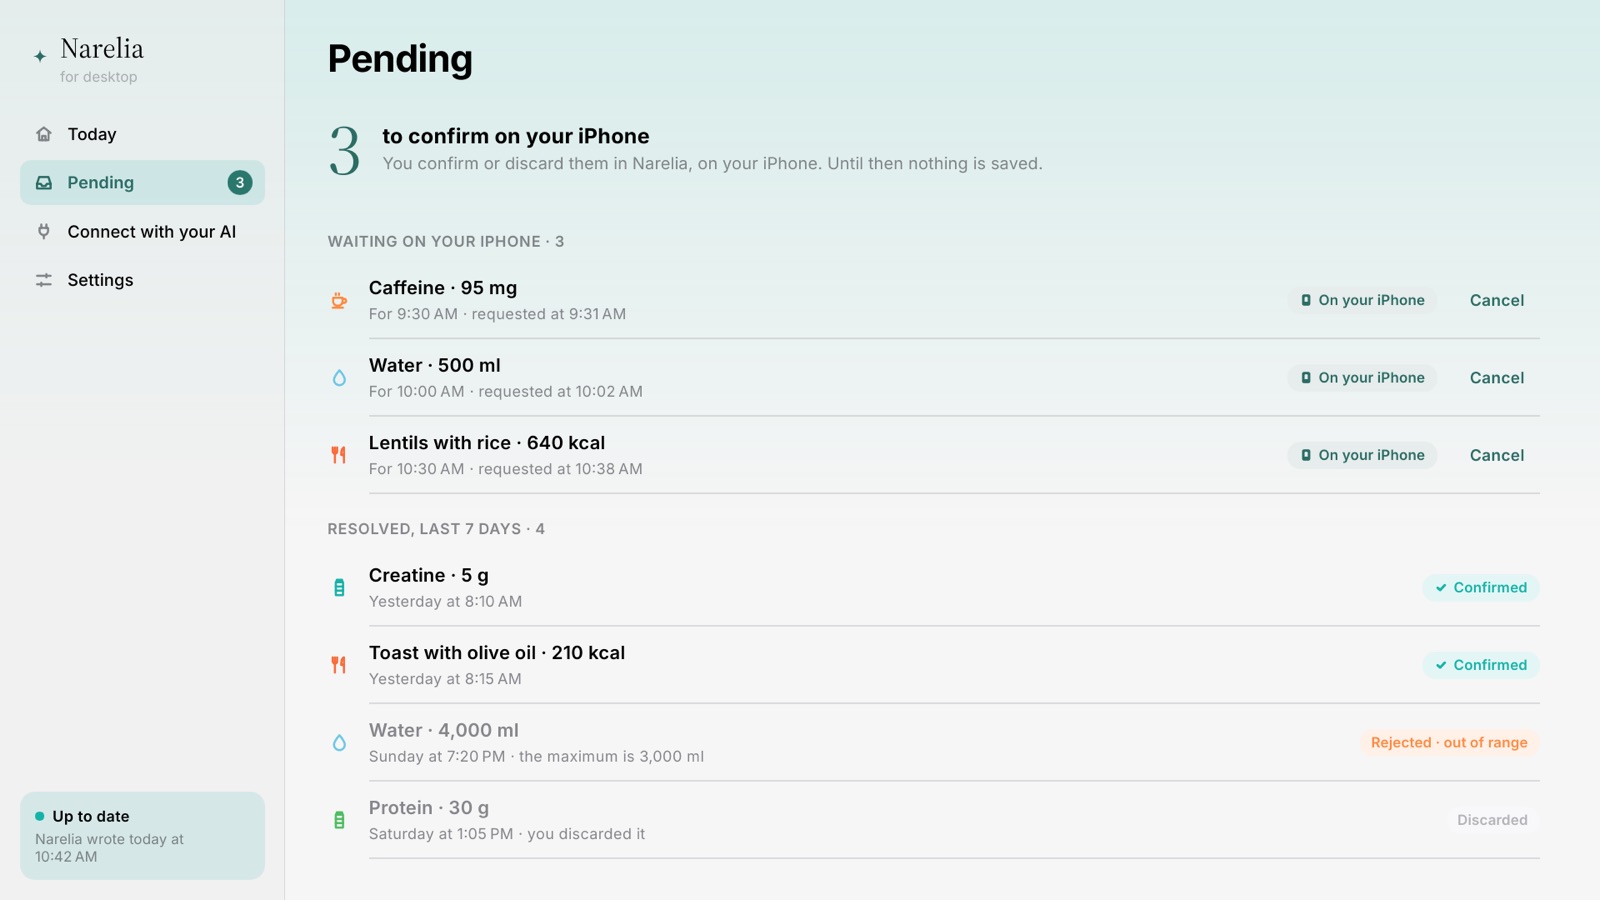 Narelia
for desktop
Today
Pending 3
Connect with your AI
Settings
Up to date
Narelia wrote today at
10:42 AM
Pending
3
to confirm on your iPhone
You confirm or discard them in Narelia, on your iPhone. Until then nothing is saved.
WAITING ON YOUR IPHONE · 3
Caffeine · 95 mg
For 9:30 AM · requested at 9:31 AM
On your iPhone Cancel
Water · 500 ml
For 10:00 AM · requested at 10:02 AM
On your iPhone Cancel
Lentils with rice · 640 kcal
For 10:30 AM · requested at 10:38 AM
On your iPhone Cancel
RESOLVED, LAST 7 DAYS · 4
Creatine · 5 g
Yesterday at 8:10 AM
Confirmed
Toast with olive oil · 210 kcal
Yesterday at 8:15 AM
Confirmed
Water · 4,000 ml
Sunday at 7:20 PM · the maximum is 3,000 ml
Rejected · out of range
Protein · 30 g
Saturday at 1:05 PM · you discarded it
Discarded